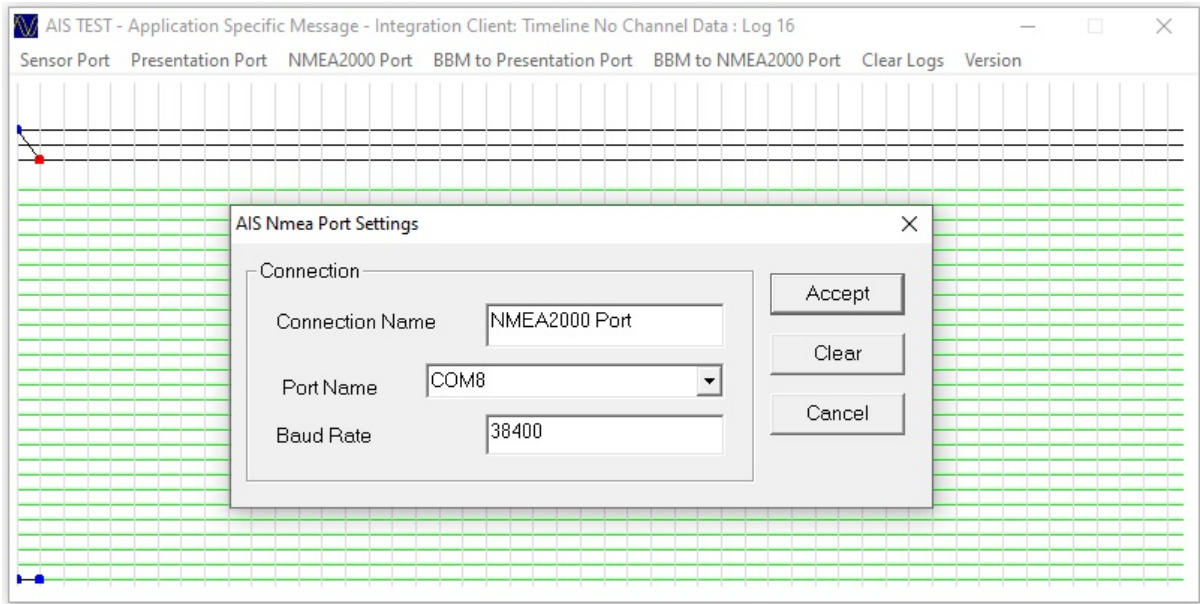 AIS TEST - Application Specific Message - Integration Client: Timeline No Channel Data : Log 16
Sensor Port Presentation Port NMEA2000 Port BBM to Presentation Port BBM to NMEA2000 Port Clear Logs Version
AIS Nmea Port Settings
Connection
Connection Name NMEA2000 Port
Port Name COM8
Baud Rate 38400
Accept
Clear
Cancel